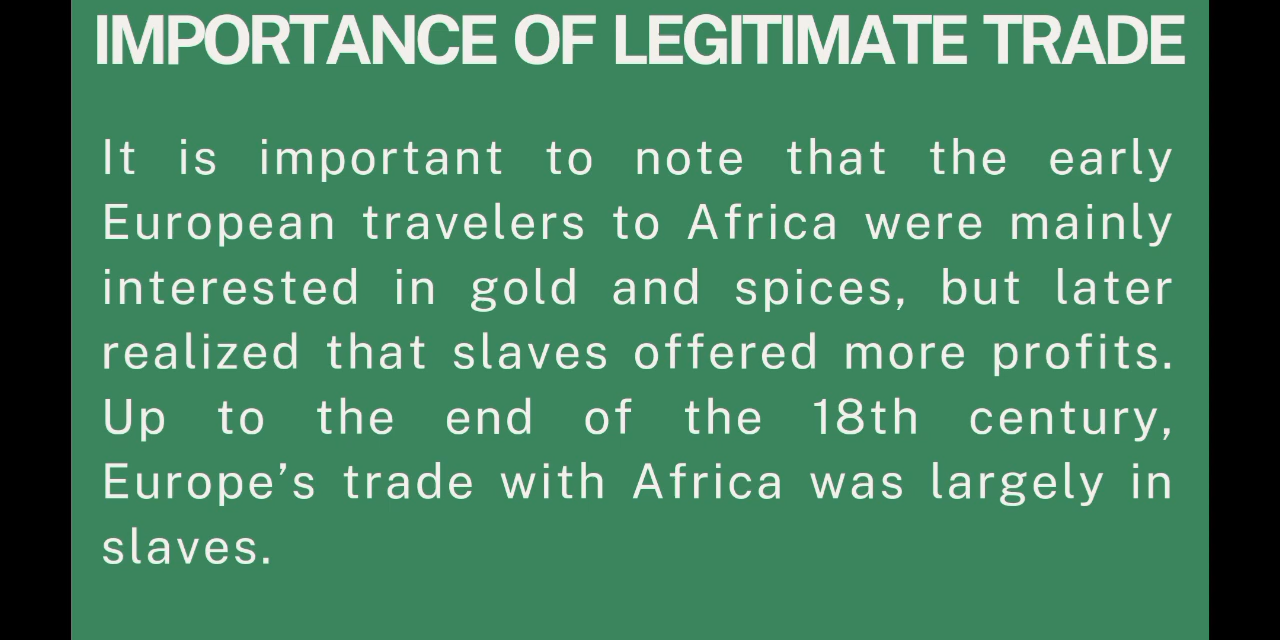 IMPORTANCE OF LEGITIMATE TRADE
It is important to note that the early
European travelers to Africa were mainly
interested in gold and spices, but later
realized that slaves offered more profits.
Up to the end of the 18th century,
Europe’s trade with Africa was largely in
slaves.